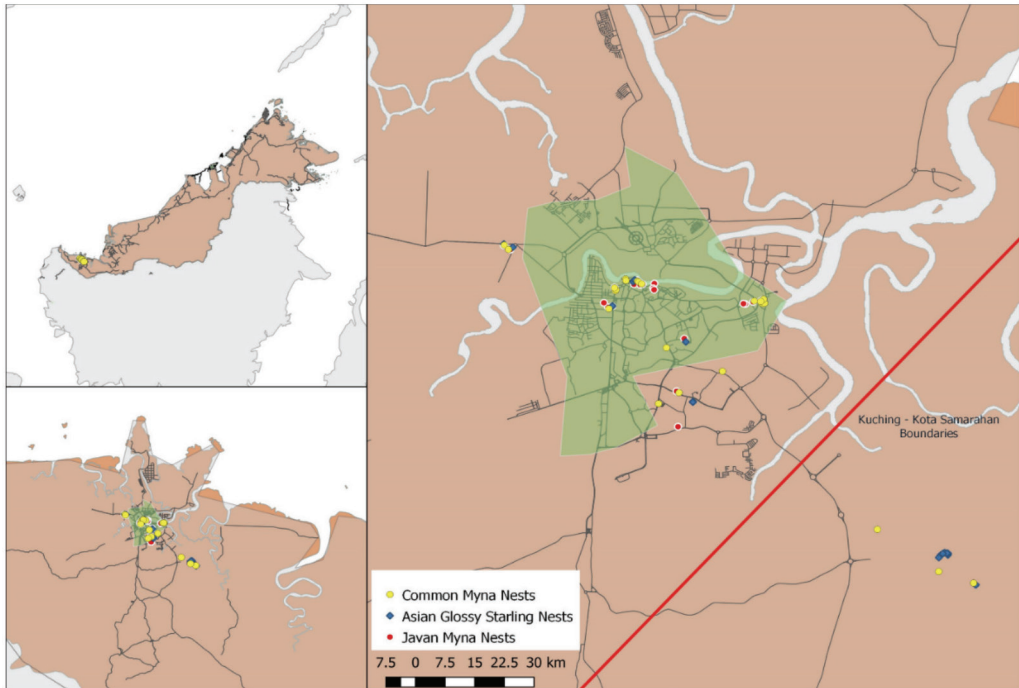 Kuching - Kota Samarahan
Boundaries
Common Myna Nests
Asian Glossy Starling Nests
Javan Myna Nests
7.5 0 7.5 15 22.5 30 km